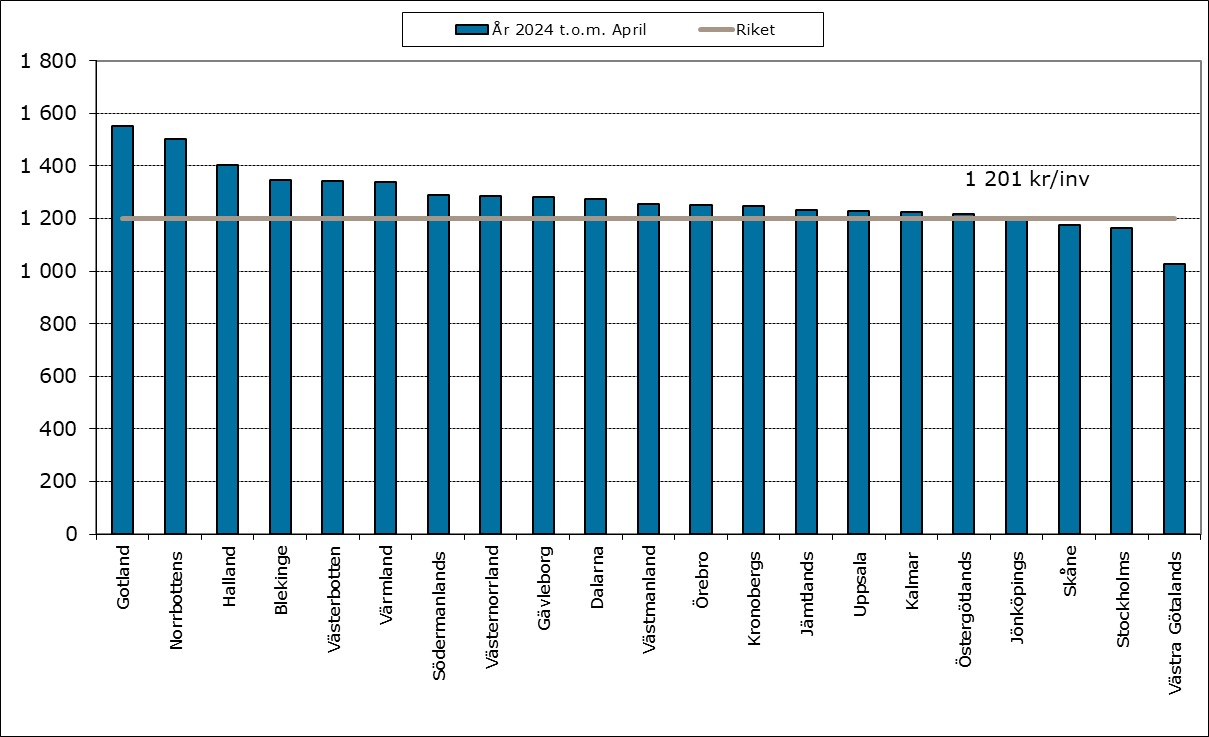 År 2024 t.o.m. April
Riket
1 800
1 600
1 400
1 200
1 000
800
600
400
200
0
1 201 kr/inv
Gotland
Norrbottens
Halland
Blekinge
Västerbotten
Värmland
Södermanlands
Västernorrland
Gävleborg
Dalarna
Västmanland
Örebro
Kronobergs
Jämtlands
Uppsala
Kalmar
Östergötlands
Jönköpings
Skåne
Stockholms
Västra Götalands